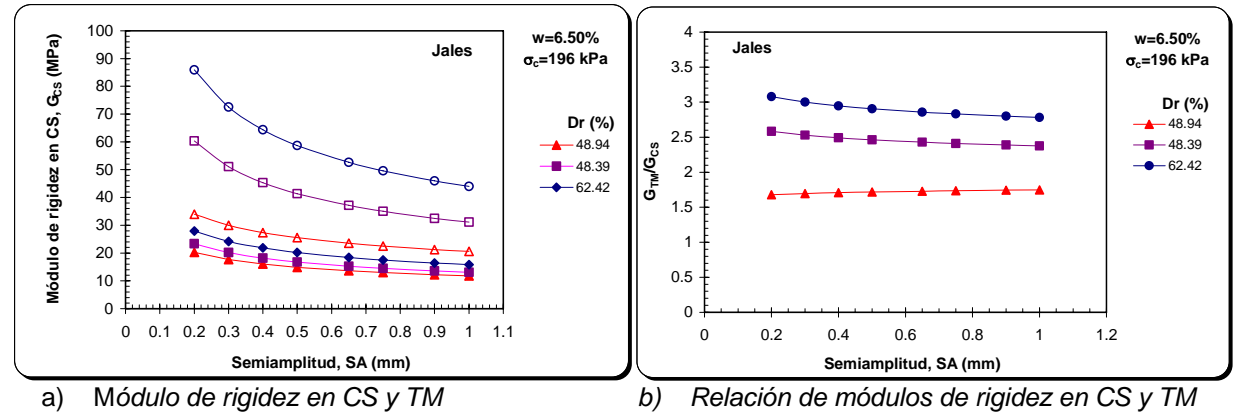 Módulo de rigidez en CS, GCS (MPa)
100
90
80
70
60
50
40
30
20
10
0
0 0.1 0.2 0.3 0.4 0.5 0.6 0.7 0.8 0.9 1 1.1
Semiamplitud, SA (mm)
Jales
w=6.50%
σc=196 kPa
Dr (%)
48.94
48.39
62.42
a) Módulo de rigidez en CS y TM
GTM/GCS
4
3.5
3
2.5
2
1.5
1
0.5
0
0 0.2 0.4 0.6 0.8 1 1.2
Semiamplitud, SA (mm)
Jales
w=6.50%
σc=196 kPa
Dr (%)
48.94
48.39
62.42
b) Relación de módulos de rigidez en CS y TM